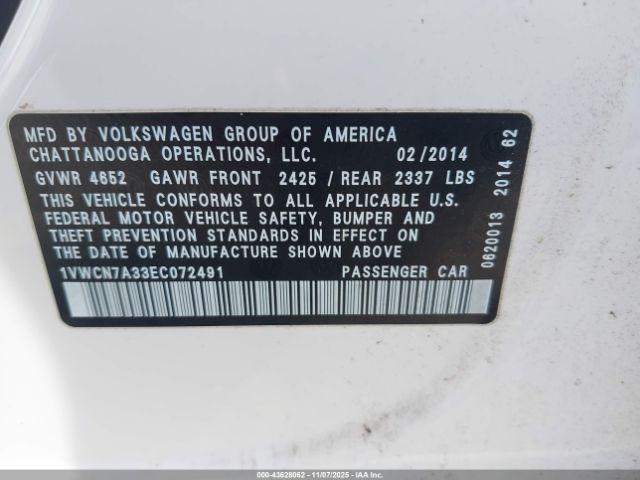 MFD BY VOLKSWAGEN GROUP OF AMERICA
CHATTANOOGA OPERATIONS, LLC. 02/2014
GVWR 4652 GAWR FRONT 2425 / REAR 2337 LBS
THIS VEHICLE CONFORMS TO ALL APPLICABLE U.S.
FEDERAL MOTOR VEHICLE SAFETY, BUMPER AND
THEFT PREVENTION STANDARDS IN EFFECT ON
THE DATE OF MANUFACTURE SHOWN ABOVE
1VWCN7A33EC072491 PASSENGER CAR
0620013 2014 62
000-43628062 - 11/07/2025 - IAAI.CA